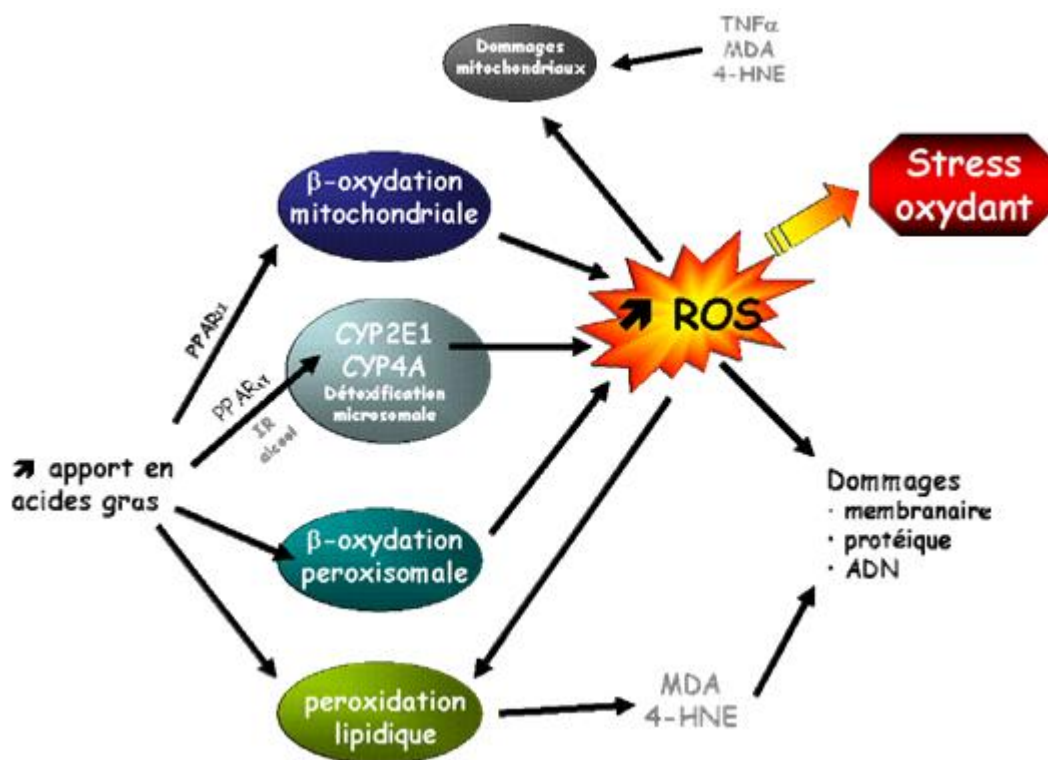 TNFα
MDA
4-HNE
Dommages
mitochondriaux
Stress
oxydant
β-oxydation
mitochondriale
↗ ROS
PPARα
CYP2E1
CYP4A
Détoxification
microsomale
PPARα
IR
alcool
↗ apport en
acides gras
Dommages
· membranaire
• protéique
• ADN
β-oxydation
peroxisomale
peroxidation
lipidique
MDA
4-HNE